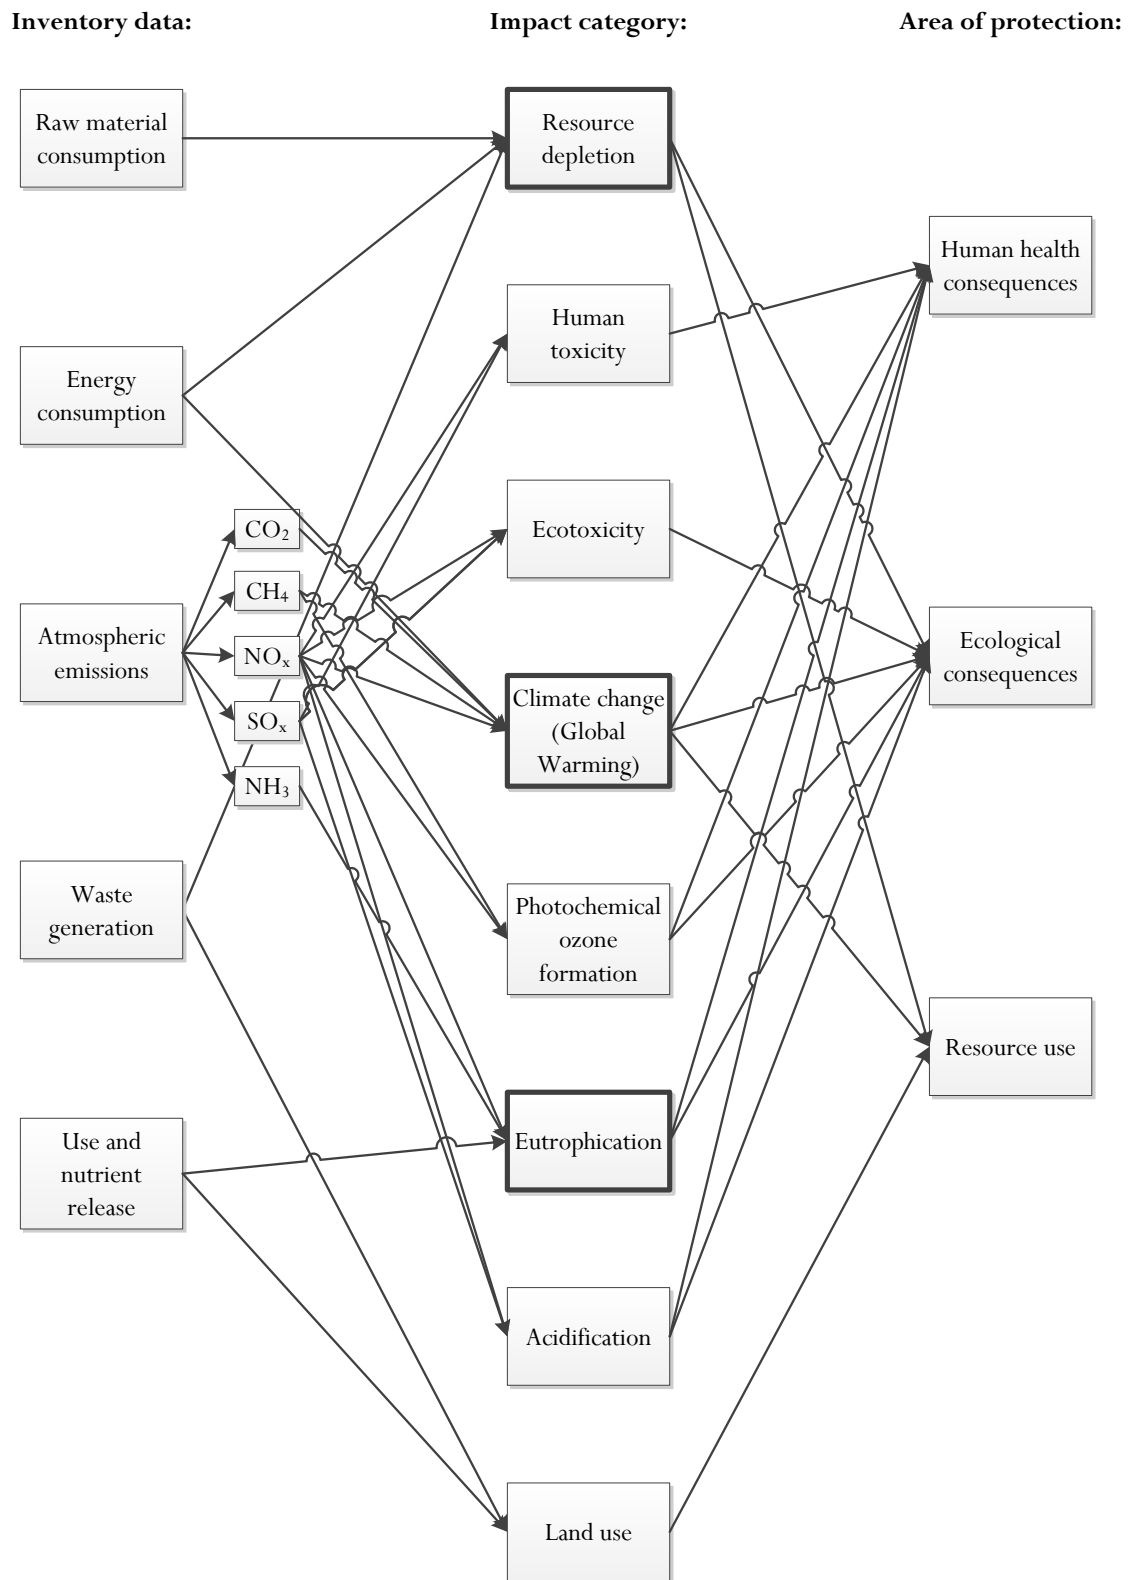 Inventory data:
Impact category:
Area of protection:
Raw material
consumption
Energy
consumption
Atmospheric
emissions
CO₂
CH₄
NOₓ
SOₓ
NH₃
Waste
generation
Use and
nutrient
release
Resource
depletion
Human
toxicity
Ecotoxicity
Climate change
(Global
Warming)
Photochemical
ozone
formation
Eutrophication
Acidification
Land use
Human health
consequences
Ecological
consequences
Resource use